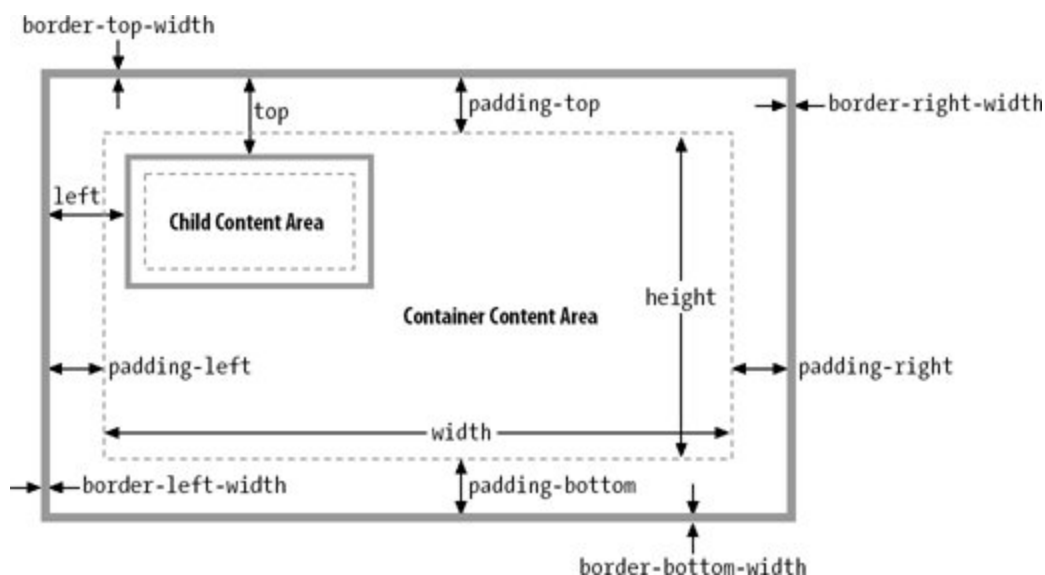 border-top-width
top
padding-top
border-right-width
left
Child Content Area
height
Container Content Area
padding-left
padding-right
width
border-left-width
padding-bottom
border-bottom-width